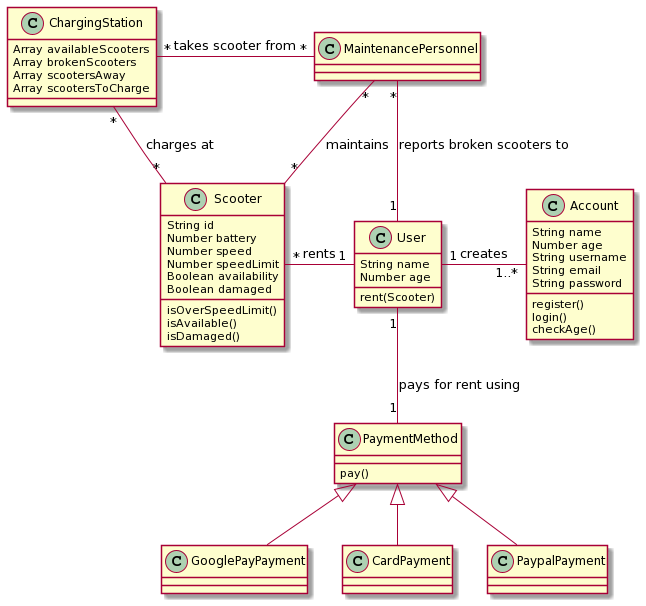 C ChargingStation
Array availableScooters
Array brokenScooters
Array scootersAway
Array scootersToCharge
* takes scooter from *
C MaintenancePersonnel
*
charges at
*
*
maintains
*
*
reports broken scooters to
1
C Scooter
String id
Number battery
Number speed
Number speedLimit
Boolean availability
Boolean damaged
isOverSpeedLimit()
isAvailable()
isDamaged()
* rents 1
C User
String name
Number age
rent(Scooter)
1 creates
1..*
C Account
String name
Number age
String username
String email
String password
register()
login()
checkAge()
1
pays for rent using
1
C PaymentMethod
pay()
C GooglePayPayment
C CardPayment
C PaypalPayment